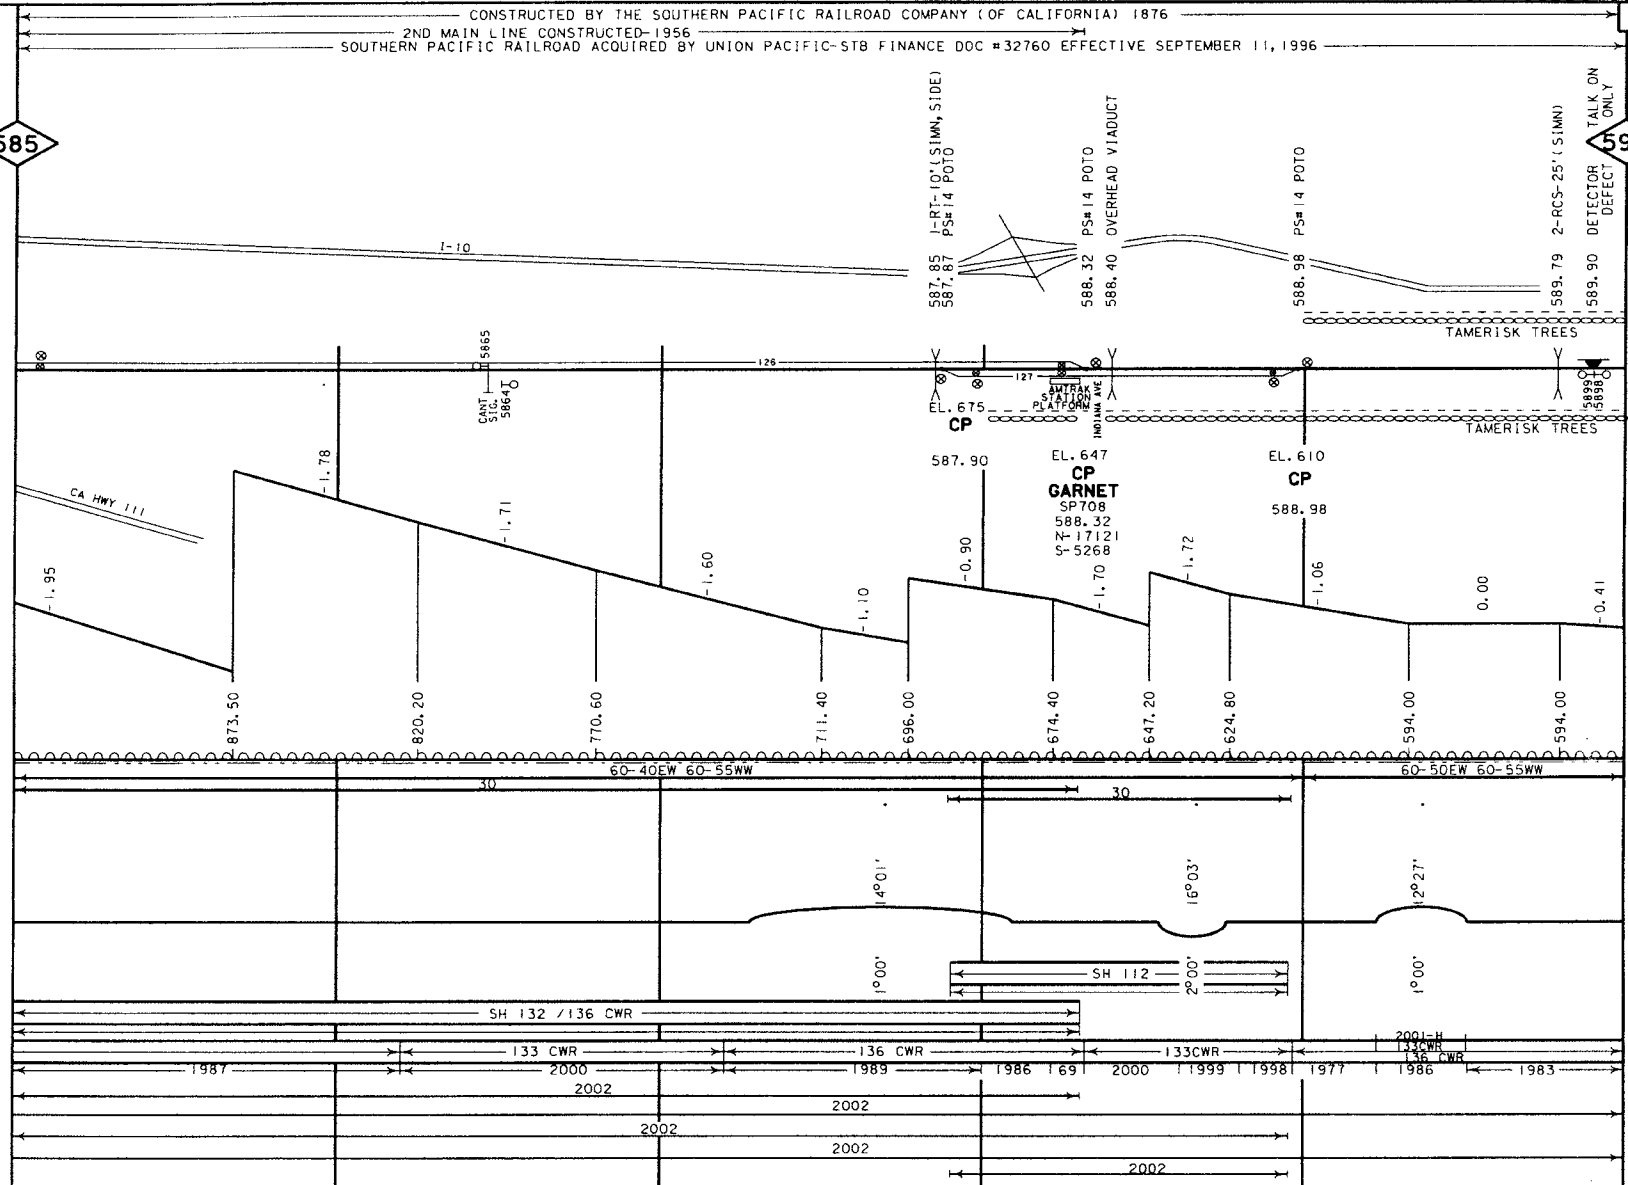 CONSTRUCTED BY THE SOUTHERN PACIFIC RAILROAD COMPANY (OF CALIFORNIA) 1876
2ND MAIN LINE CONSTRUCTED-1956
SOUTHERN PACIFIC RAILROAD ACQUIRED BY UNION PACIFIC-STB FINANCE DOC #32760 EFFECTIVE SEPTEMBER 11, 1996
585
59
587.85 1-RT-10'(SIMN, SIDE)
587.87 PS#14 POTO
588.32 PS#14 POTO
588.40 OVERHEAD VIADUCT
588.98 PS#14 POTO
589.79 2-RCS-25'(SIMN)
589.90 DETECTOR TALK ON
DEFECT ONLY
I-10
TAMERISK TREES
5865
126
127
CANT
SIG.
5864
AMTRAK
STATION
PLATFORM
INDIANA AVE
5899
5898
EL. 675
CP
587.90
TAMERISK TREES
EL. 647
CP
GARNET
SP708
588.32
N-17121
S-5268
EL. 610
CP
588.98
CA HWY 111
-1.95
-1.78
-1.71
-1.60
-1.10
-0.90
-1.70
-1.72
-1.06
0.00
-0.41
873.50
820.20
770.60
711.40
696.00
674.40
647.20
624.80
594.00
594.00
60-40EW 60-55WW
60-50EW 60-55WW
30
30
14°01'
16°03'
12°27'
1°00'
2°00'
1°00'
SH 112
SH 132 /136 CWR
2001-H
133CWR
133 CWR
136 CWR
133CWR
136 CWR
1987
2000
1989
1986
69
2000
1999
1998
1977
1986
1983
2002
2002
2002
2002
2002